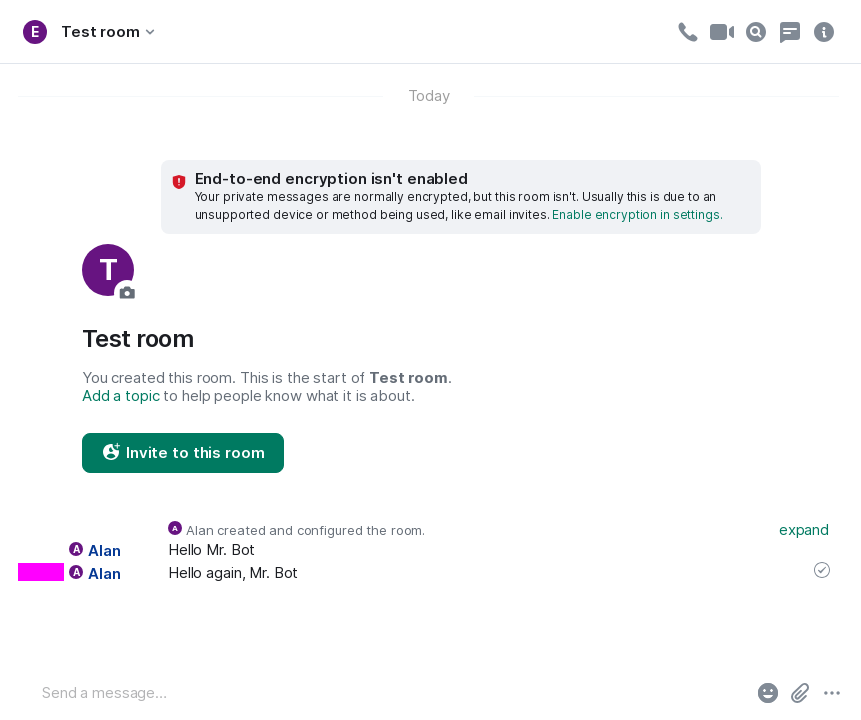 E Test room
Today
End-to-end encryption isn't enabled
Your private messages are normally encrypted, but this room isn't. Usually this is due to an
unsupported device or method being used, like email invites. Enable encryption in settings.
T
Test room
You created this room. This is the start of Test room.
Add a topic to help people know what it is about.
Invite to this room
A Alan created and configured the room. expand
A Alan Hello Mr. Bot
A Alan Hello again, Mr. Bot
Send a message…